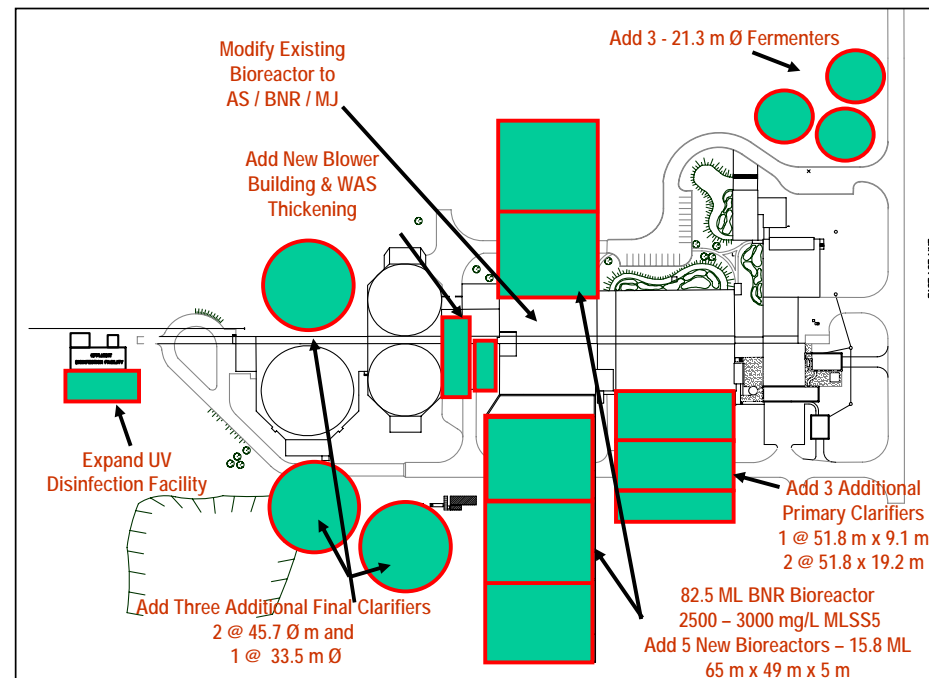 Add 3 - 21.3 m Ø Fermenters
Modify Existing
Bioreactor to
AS / BNR / MJ
Add New Blower
Building & WAS
Thickening
EFFLUENT
DISINFECTION FACILITY
Expand UV
Disinfection Facility
Add Three Additional Final Clarifiers
2 @ 45.7 Ø m and
1 @ 33.5 m Ø
Add 3 Additional
Primary Clarifiers
1 @ 51.8 m x 9.1 m
2 @ 51.8 x 19.2 m
82.5 ML BNR Bioreactor
2500 – 3000 mg/L MLSS5
Add 5 New Bioreactors – 15.8 ML
65 m x 49 m x 5 m